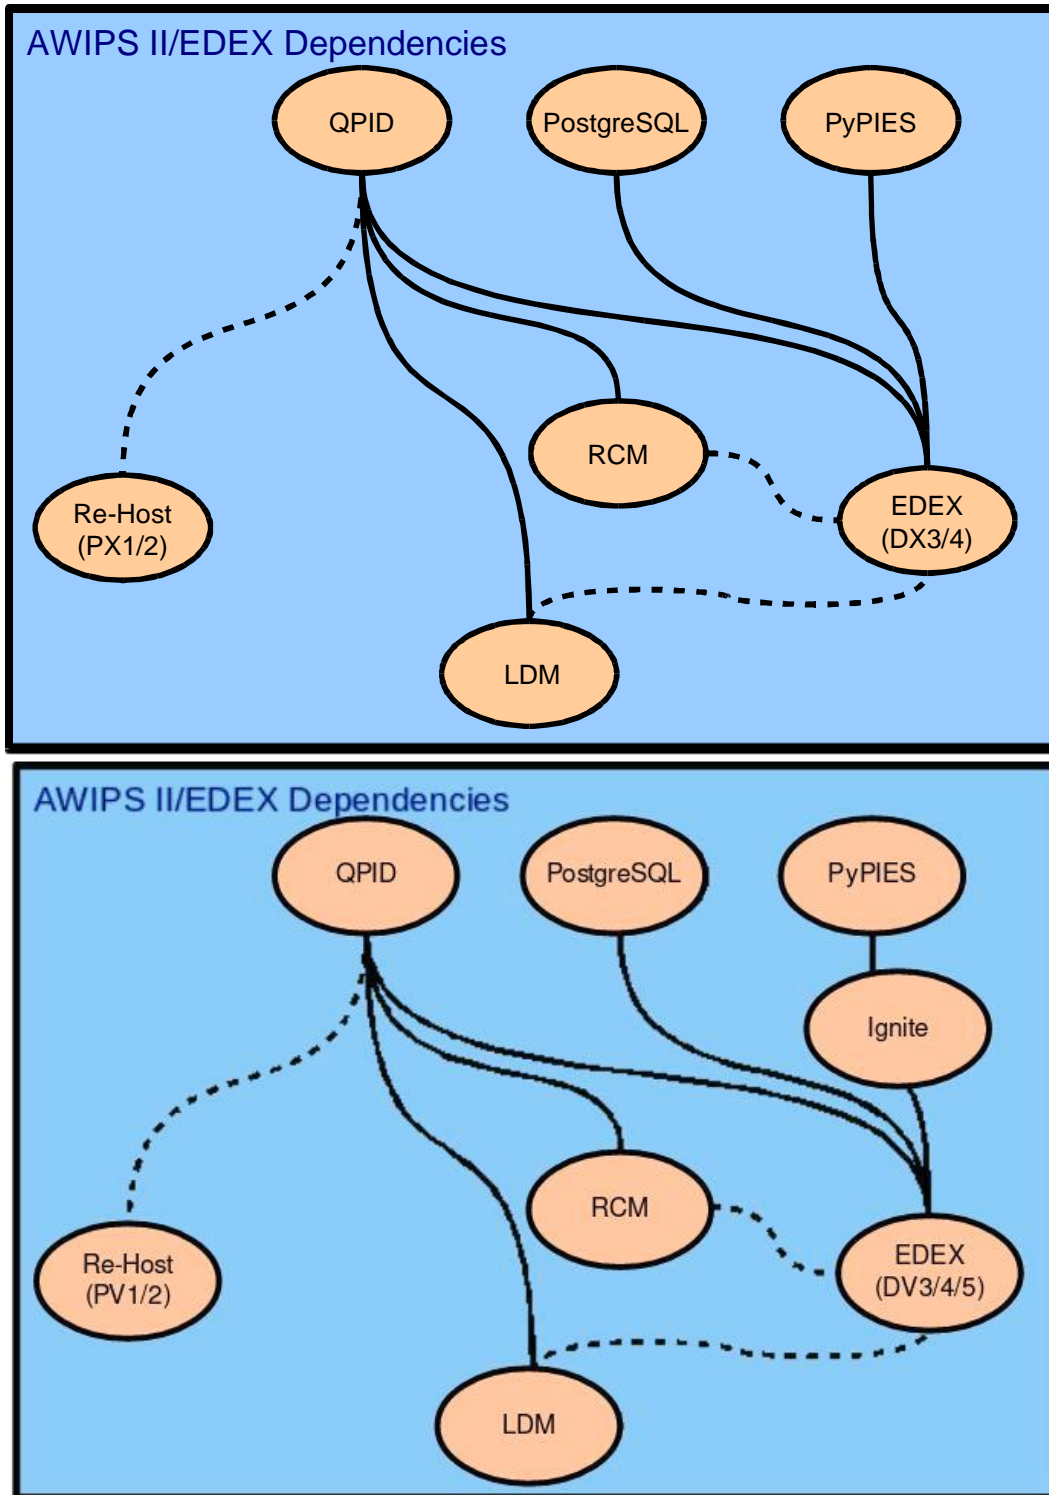 AWIPS II/EDEX Dependencies
QPID
PostgreSQL
PyPIES
RCM
Re-Host
(PX1/2)
EDEX
(DX3/4)
LDM
AWIPS II/EDEX Dependencies
QPID
PostgreSQL
PyPIES
Ignite
RCM
Re-Host
(PV1/2)
EDEX
(DV3/4/5)
LDM